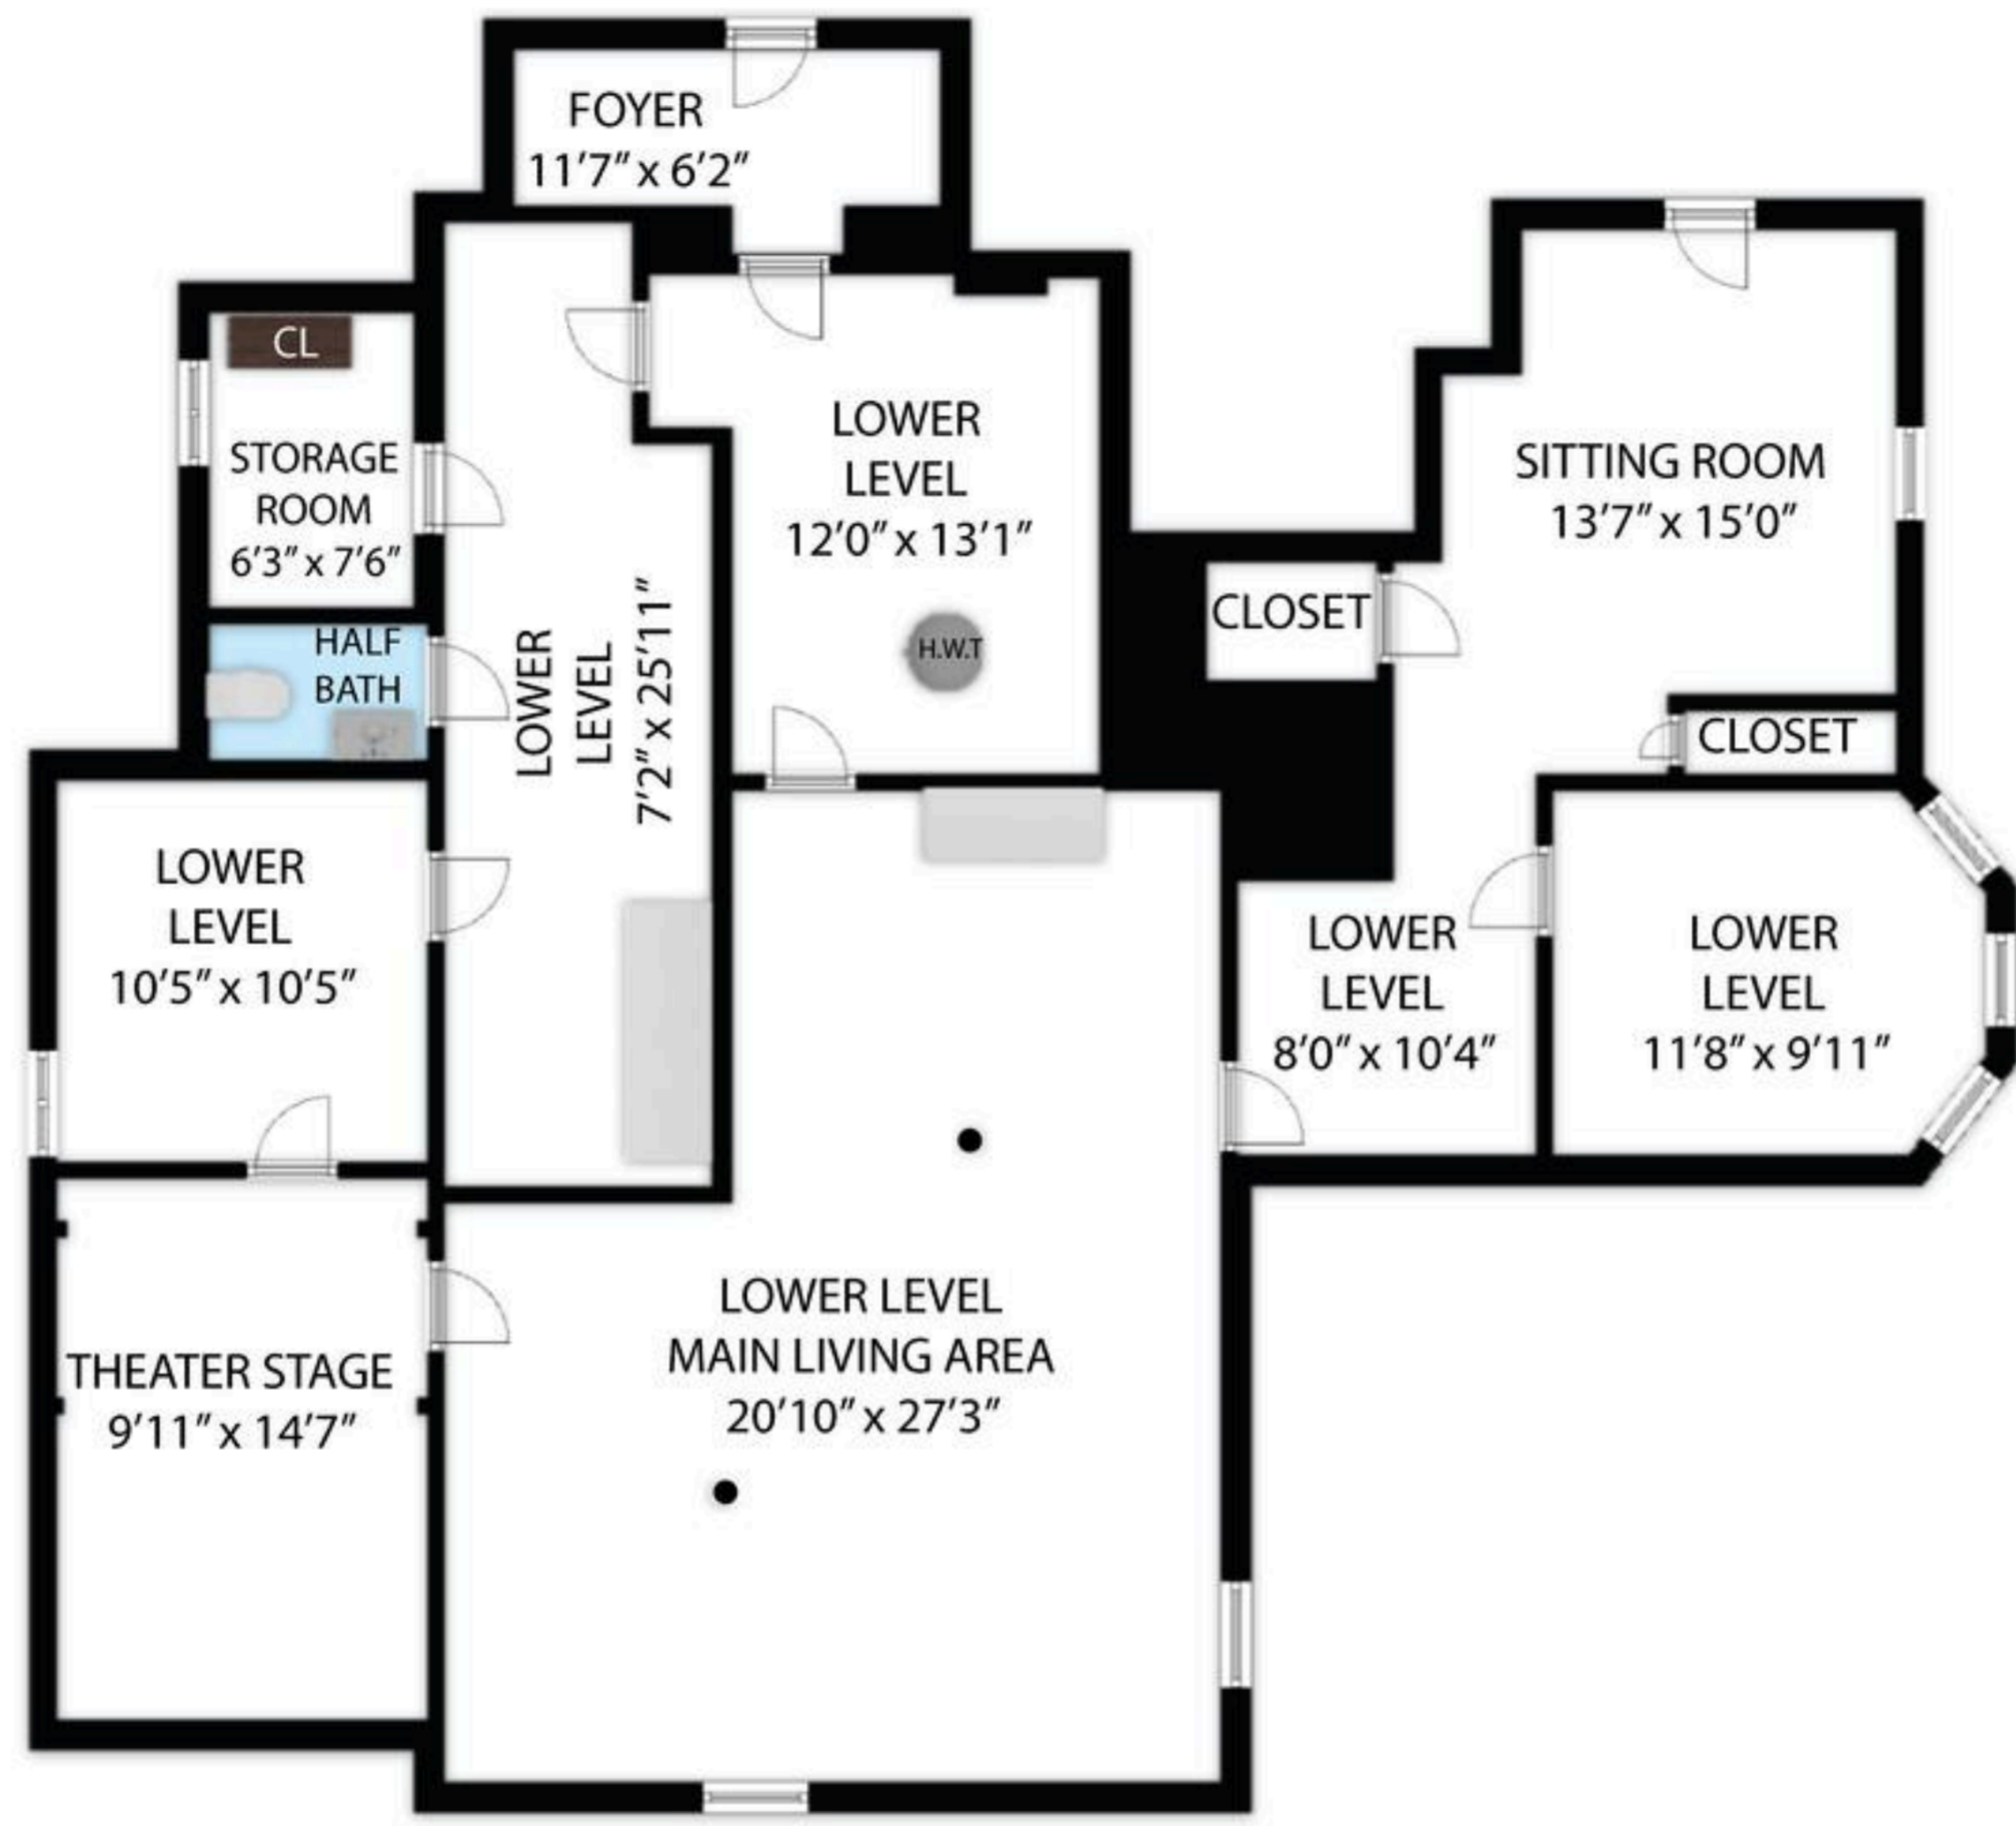 FOYER
11'7" x 6'2"
CL
STORAGE
ROOM
6'3" x 7'6"
HALF
BATH
LOWER
LEVEL
7'2" x 25'11"
LOWER
LEVEL
12'0" x 13'1"
H.W.T
SITTING ROOM
13'7" x 15'0"
CLOSET
CLOSET
LOWER
LEVEL
10'5" x 10'5"
LOWER
LEVEL
8'0" x 10'4"
LOWER
LEVEL
11'8" x 9'11"
THEATER STAGE
9'11" x 14'7"
LOWER LEVEL
MAIN LIVING AREA
20'10" x 27'3"